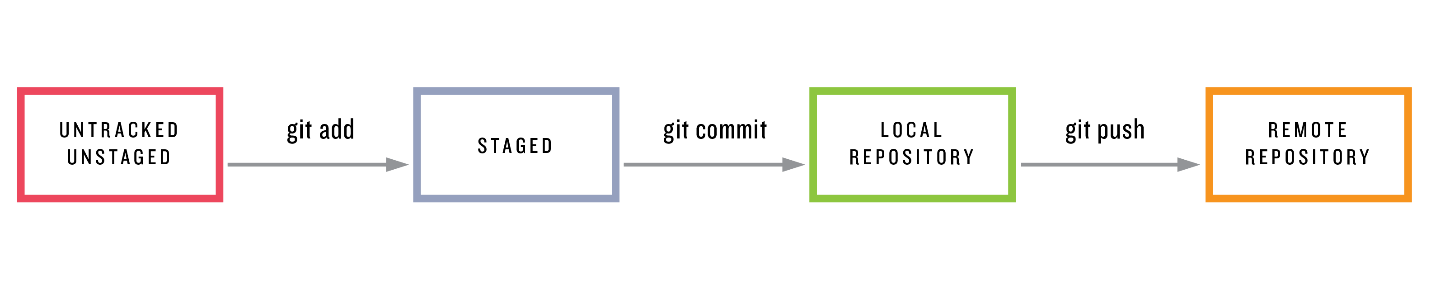 UNTRACKED
UNSTAGED
git add
STAGED
git commit
LOCAL
REPOSITORY
git push
REMOTE
REPOSITORY